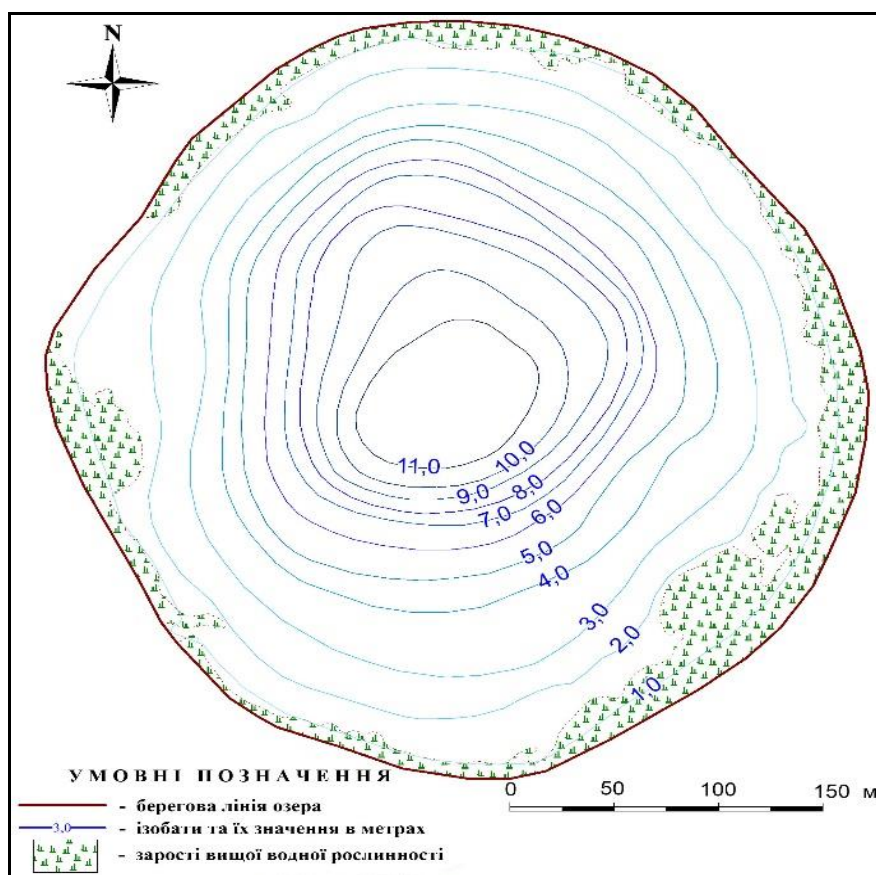 N
11,0
10,0
9,0
8,0
7,0
6,0
5,0
4,0
3,0
2,0
1,0
УМОВНІ ПОЗНАЧЕННЯ
- берегова лінія озера
3,0 - ізобати та їх значення в метрах
- зарості вищої водної рослинності
0 50 100 150 м